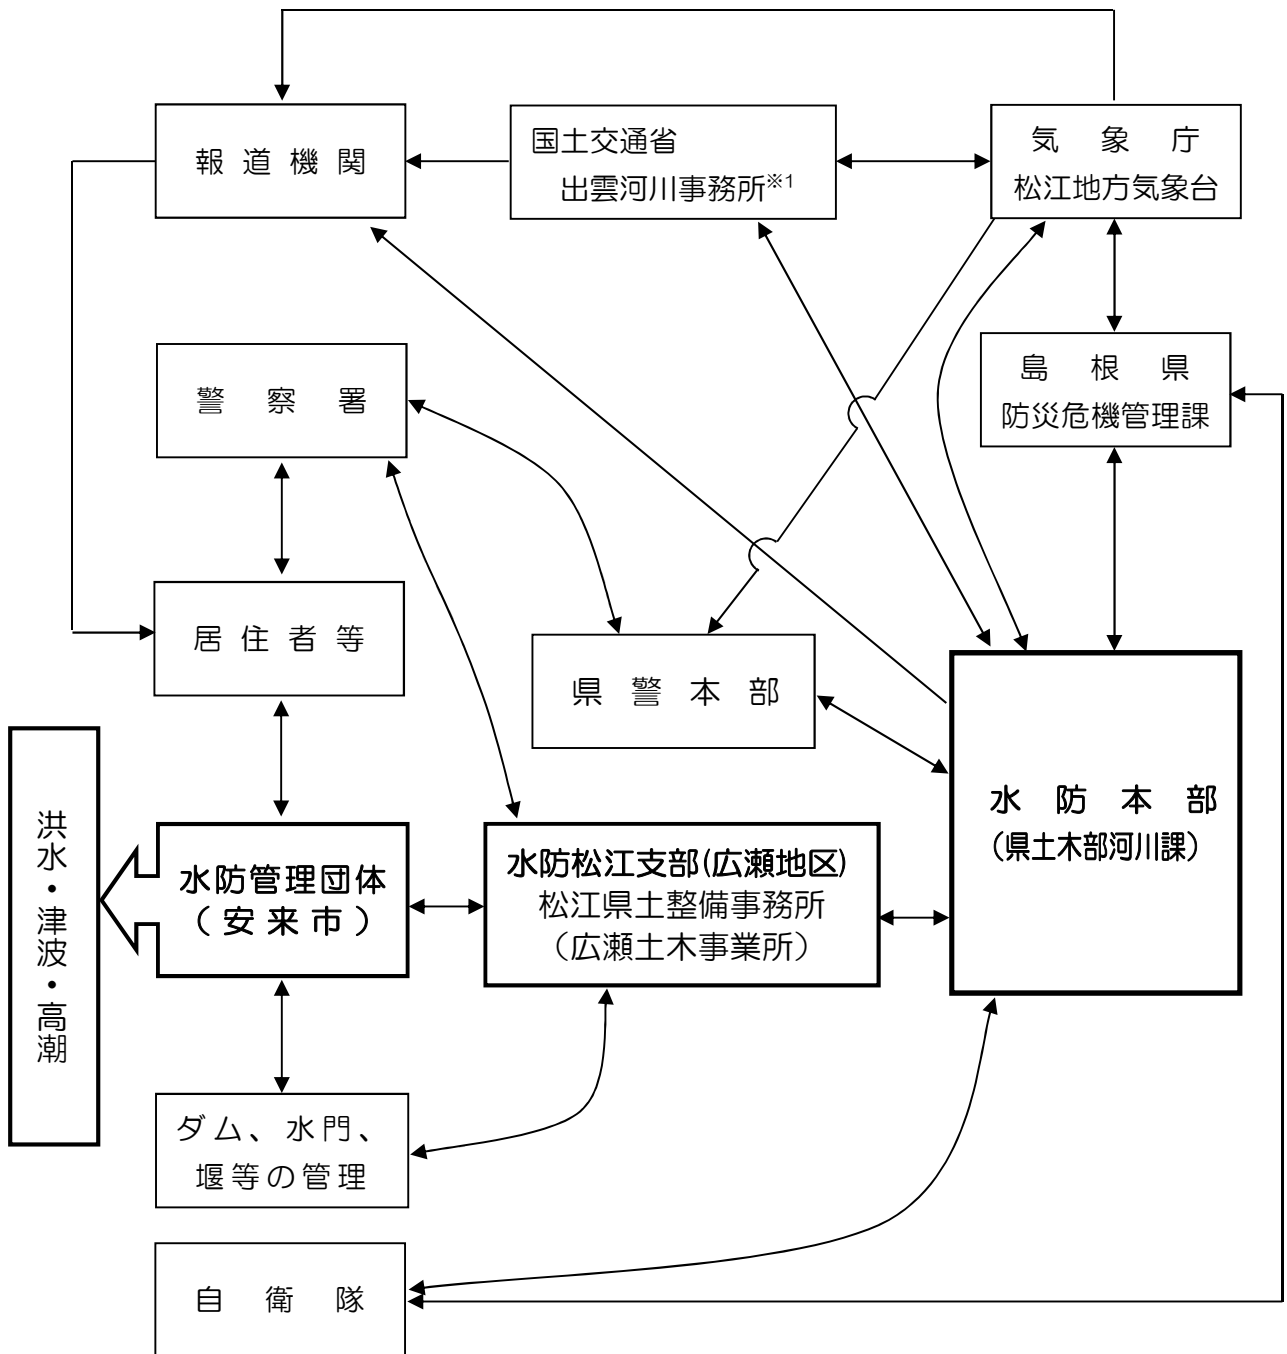 報道機関
国土交通省
出雲河川事務所※1
気象庁
松江地方気象台
警察署
島根県
防災危機管理課
居住者等
県警本部
水防本部
(県土木部河川課)
洪水・津波・高潮
水防管理団体
(安来市)
水防松江支部(広瀬地区)
松江県土整備事務所
(広瀬土木事業所)
ダム、水門、
堰等の管理
自衛隊